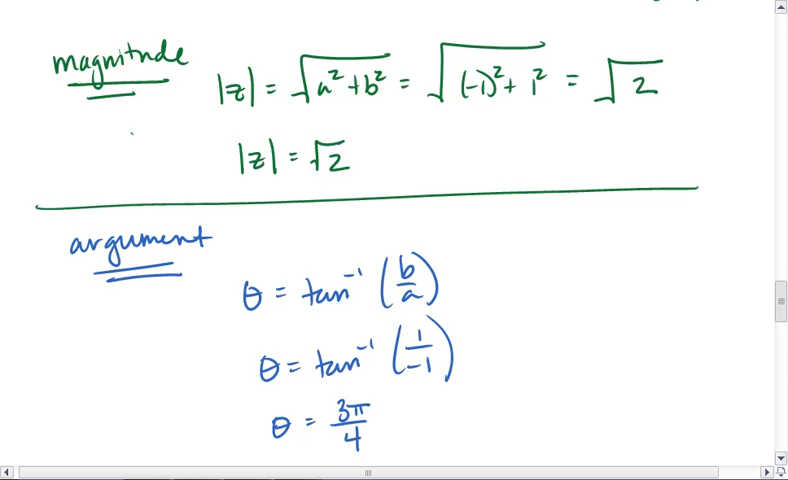 magnitude
|z| = √a² + b² = √(-1)² + 1² = √2
|z| = √2
argument
θ = tan⁻¹ (b/a)
θ = tan⁻¹ (1/-1)
θ = 3π/4